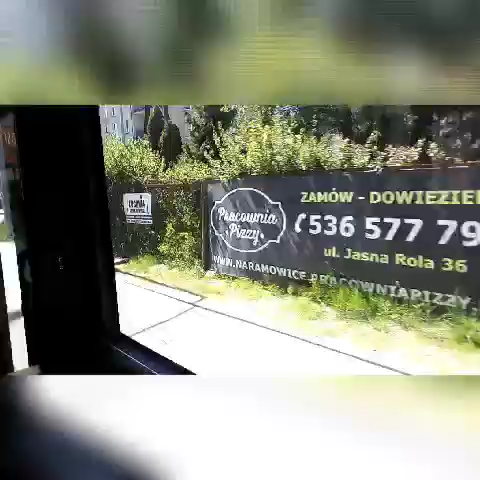 ZAMÓW - DOWIEZIE
Pracownia
Pizzy
536 577 79
ul. Jasna Rola 36
WWW.NARAMOWICE.PRACOWNIAPIZZY.